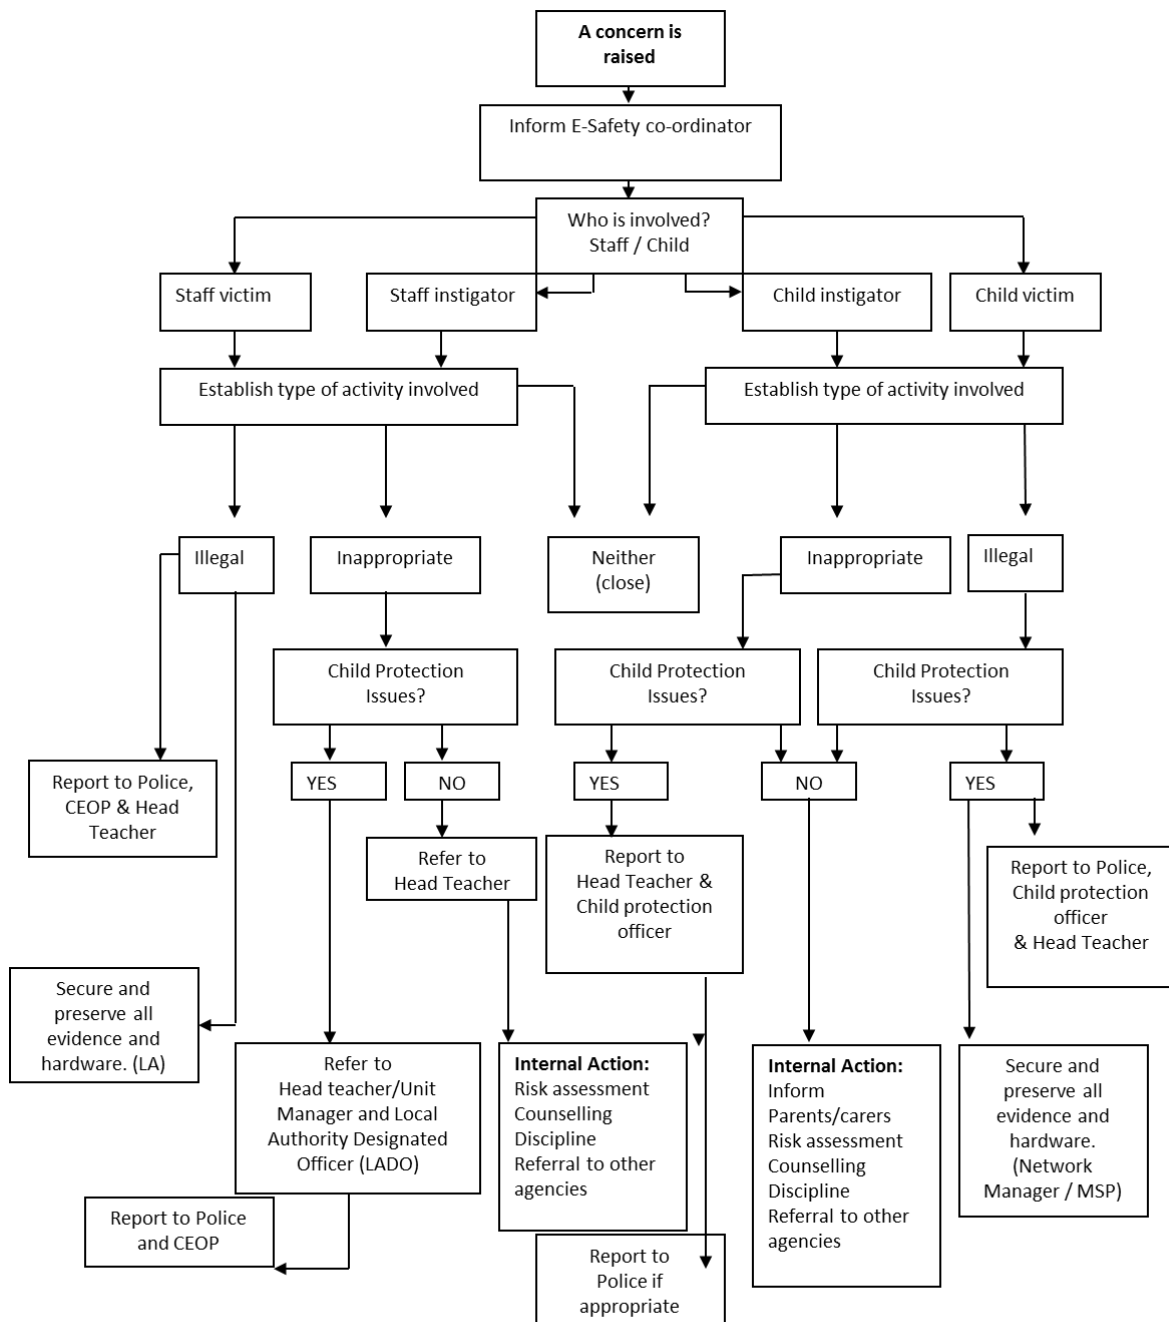 A concern is
raised
Inform E-Safety co-ordinator
Who is involved?
Staff / Child
Staff victim
Staff instigator
Child instigator
Child victim
Establish type of activity involved
Establish type of activity involved
Illegal
Inappropriate
Neither
(close)
Inappropriate
Illegal
Child Protection
Issues?
Child Protection
Issues?
Child Protection
Issues?
Report to Police,
CEOP & Head
Teacher
YES
NO
YES
NO
YES
Refer to
Head Teacher
Report to
Head Teacher &
Child protection
officer
Report to Police,
Child protection
officer
& Head Teacher
Secure and
preserve all
evidence and
hardware. (LA)
Refer to
Head teacher/Unit
Manager and Local
Authority Designated
Officer (LADO)
Internal Action:
Risk assessment
Counselling
Discipline
Referral to other
agencies
Internal Action:
Inform
Parents/carers
Risk assessment
Counselling
Discipline
Referral to other
agencies
Secure and
preserve all
evidence and
hardware.
(Network
Manager / MSP)
Report to Police
and CEOP
Report to
Police if
appropriate